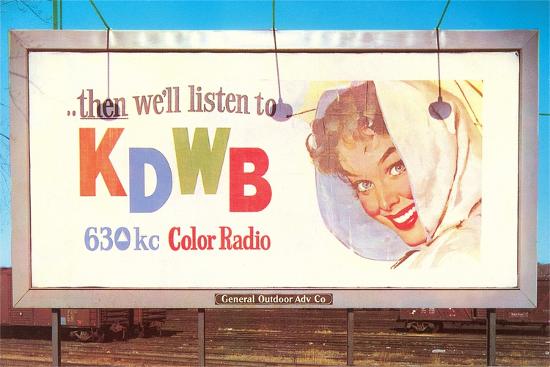 ..then we'll listen to
KDWB
630 kc Color Radio
General Outdoor Adv Co